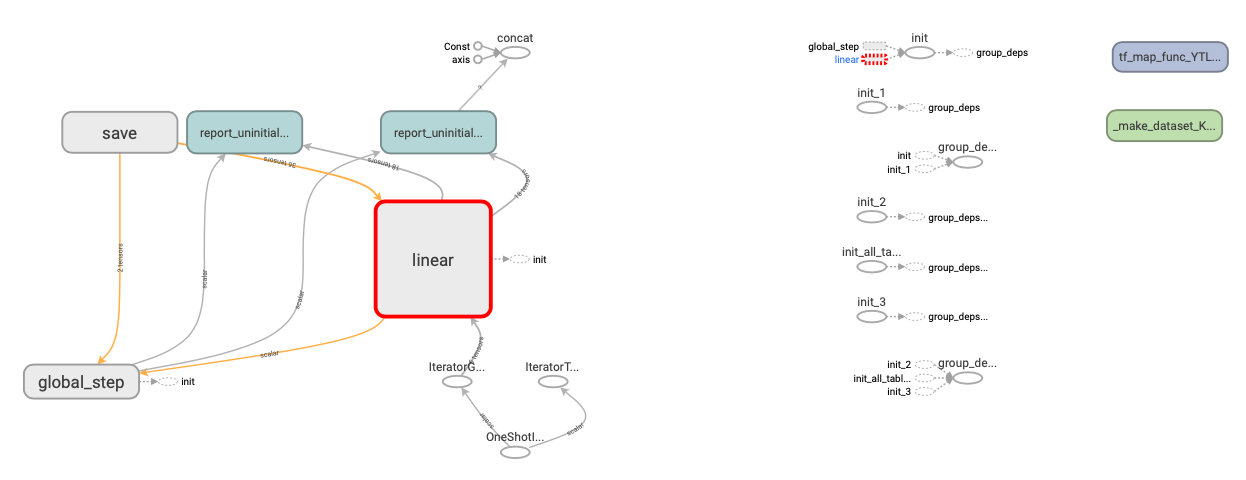 concat
Const
axis
save
report_uninitial...
report_uninitial...
36 tensors
18 tensors
2 tensors
scalar
scalar
linear
init
scalar
global_step
init
IteratorG...
IteratorT...
scalar
scalar
OneShotI...
init
global_step
linear
group_deps
init_1
group_deps
group_de...
init
init_1
init_2
group_deps...
init_all_ta...
group_deps...
init_3
group_deps...
init_2
group_de...
init_all_tabl...
init_3
tf_map_func_YTL...
_make_dataset_K...